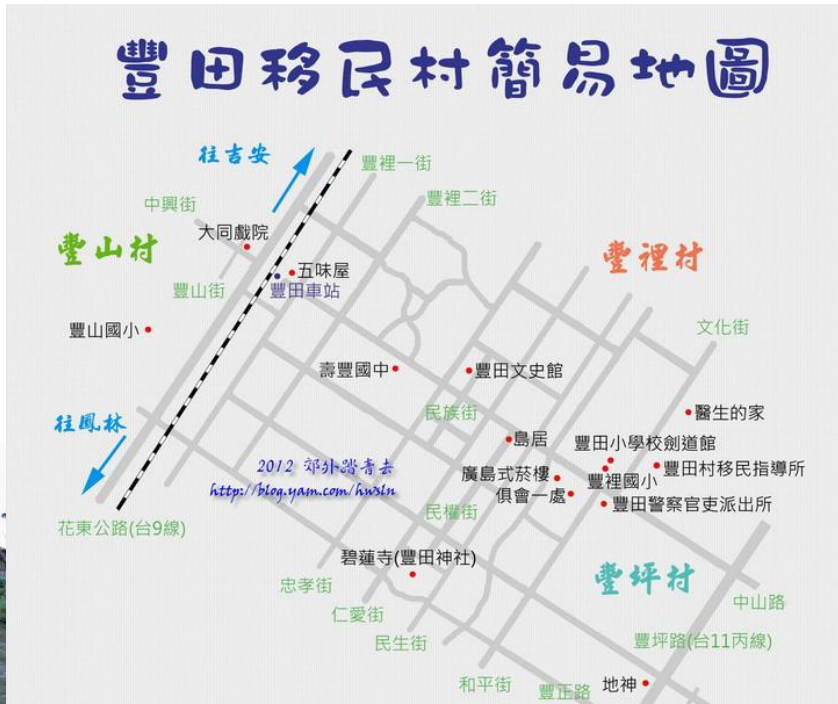 豐田移民村簡易地圖
往吉安
豐裡一街
中興街
豐裡二街
大同戲院
豐山村
豐裡村
五味屋
豐田車站
豐山街
豐山國小
文化街
壽豐國中
豐田文史館
民族街
醫生的家
往鳳林
島居
豐田小學校劍道館
2012 郊外踏青去
廣島式菸樓
豐田村移民指導所
http://blog.yam.com/hwsln
豐裡國小
俱會一處
豐田警察官吏派出所
民權街
花東公路(台9線)
碧蓮寺(豐田神社)
忠孝街
豐坪村
仁愛街
中山路
民生街
豐坪路(台11丙線)
和平街
豐正路
地神